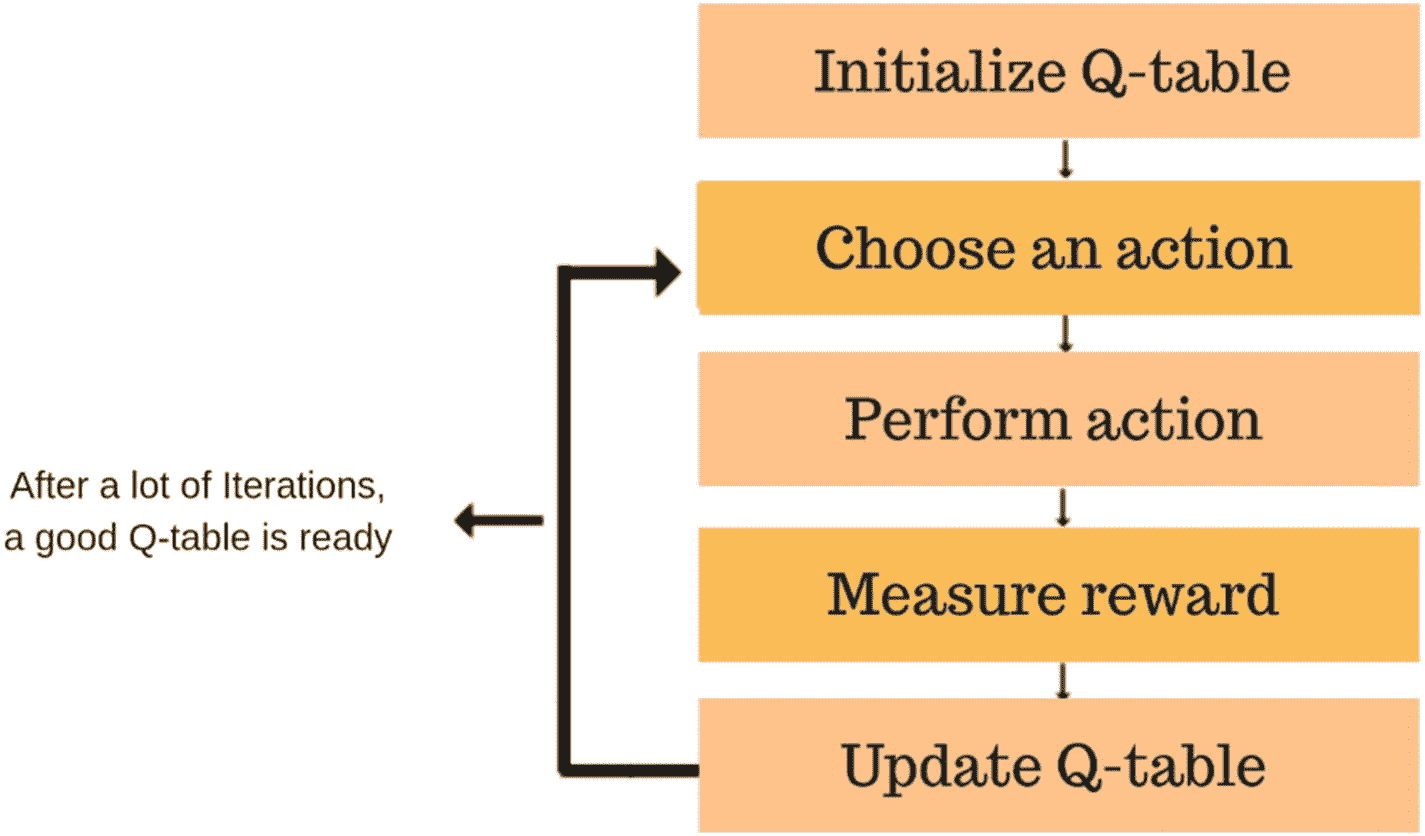 Initialize Q-table
Choose an action
Perform action
Measure reward
Update Q-table
After a lot of Iterations,
a good Q-table is ready